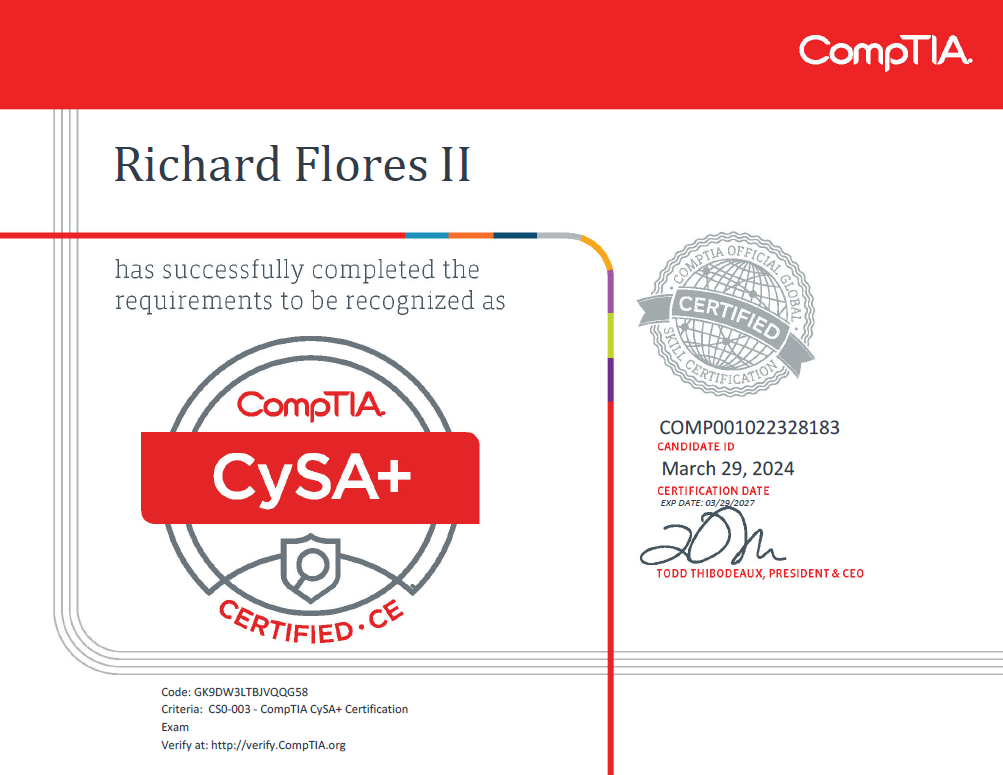 CompTIA.
Richard Flores II
has successfully completed the
requirements to be recognized as
COMPTIA OFFICIAL GLOBAL
CERTIFIED
SKILL CERTIFICATION
CompTIA.
CySA+
CERTIFIED · CE
COMP001022328183
CANDIDATE ID
March 29, 2024
CERTIFICATION DATE
EXP DATE: 03/29/2027
TODD THIBODEAUX, PRESIDENT & CEO
Code: GK9DW3LTBJVQQG58
Criteria: CS0-003 - CompTIA CySA+ Certification
Exam
Verify at: http://verify.CompTIA.org